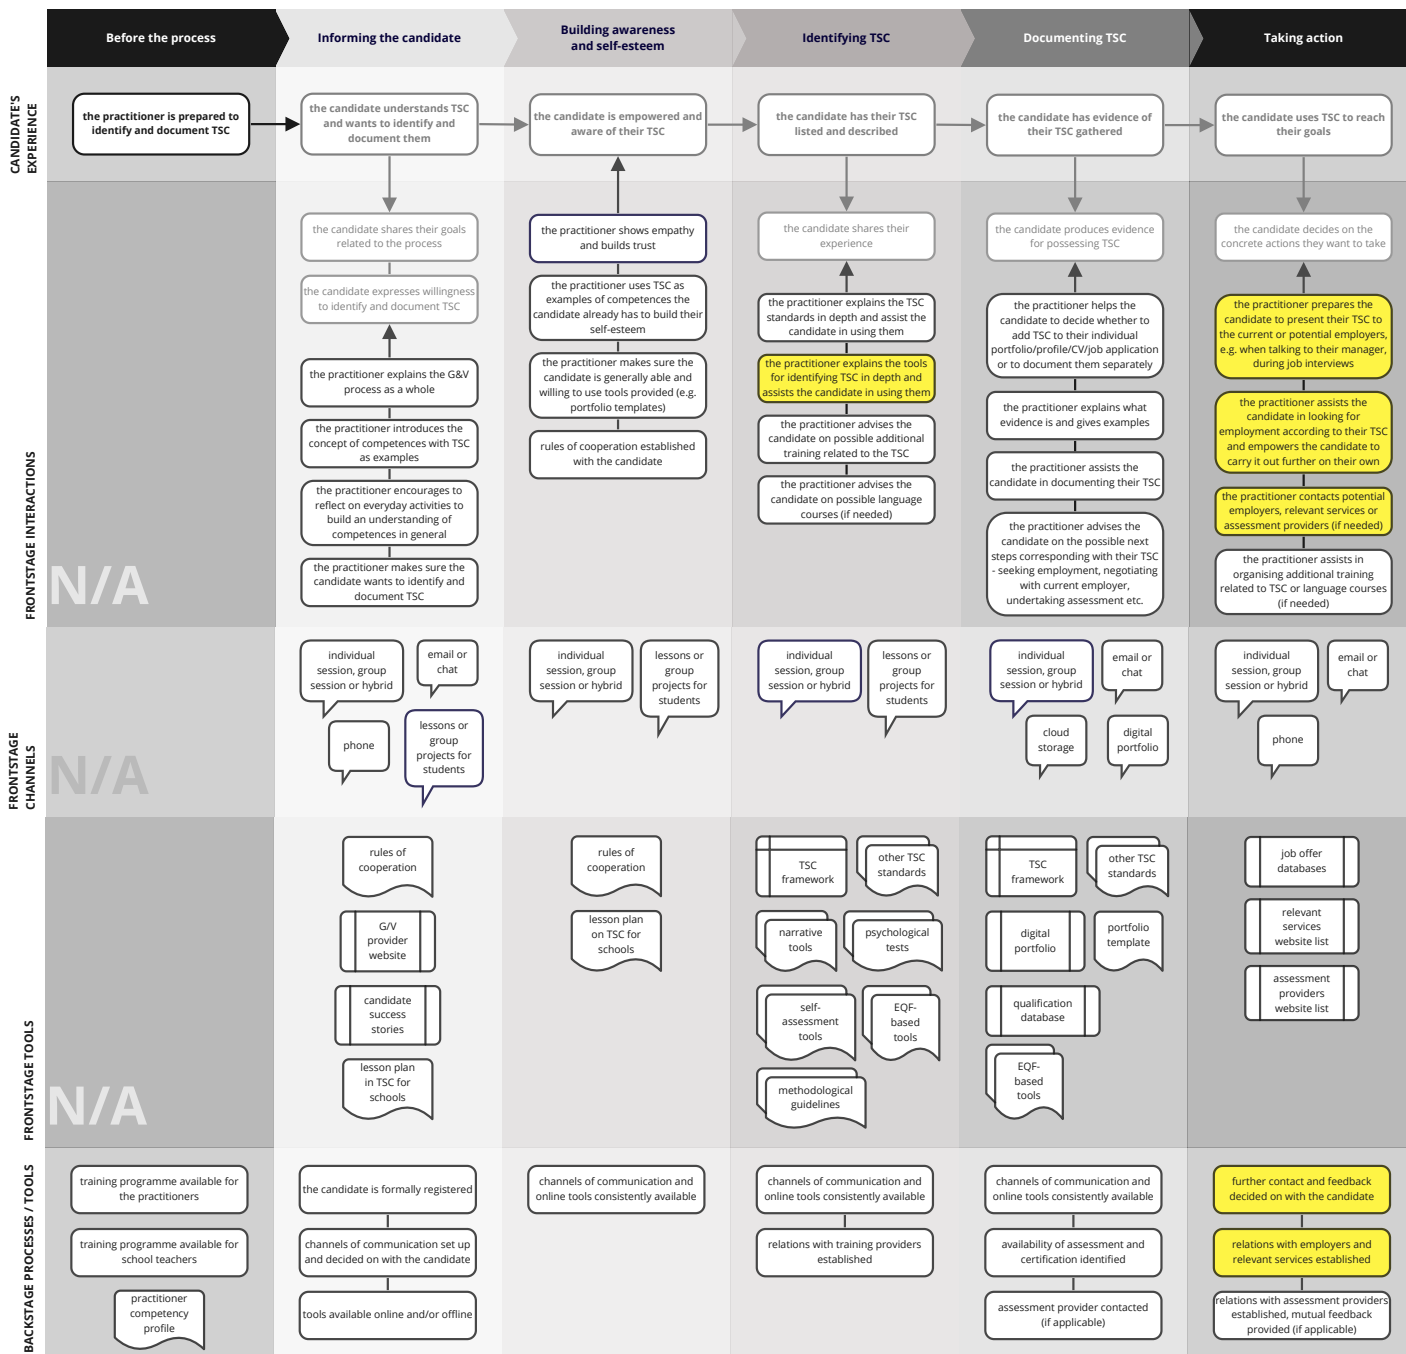 Before the process
Informing the candidate
Building awareness
and self-esteem
Identifying TSC
Documenting TSC
Taking action
CANDIDATE'S
EXPERIENCE
the practitioner is prepared to
identify and document TSC
the candidate understands TSC
and wants to identify and
document them
the candidate is empowered and
aware of their TSC
the candidate has their TSC
listed and described
the candidate has evidence of
their TSC gathered
the candidate uses TSC to reach
their goals
FRONTSTAGE INTERACTIONS
N/A
the candidate shares their goals
related to the process
the candidate expresses willingness
to identify and document TSC
the practitioner explains the G&V
process as a whole
the practitioner introduces the
concept of competences with TSC
as examples
the practitioner encourages to
reflect on everyday activities to
build an understanding of
competences in general
the practitioner makes sure the
candidate wants to identify and
document TSC
the practitioner shows empathy
and builds trust
the practitioner uses TSC as
examples of competences the
candidate already has to build their
self-esteem
the practitioner makes sure the
candidate is generally able and
willing to use tools provided (e.g.
portfolio templates)
rules of cooperation established
with the candidate
the candidate shares their
experience
the practitioner explains the TSC
standards in depth and assist the
candidate in using them
the practitioner explains the tools
for identifying TSC in depth and
assists the candidate in using them
the practitioner advises the
candidate on possible additional
training related to the TSC
the practitioner advises the
candidate on possible language
courses (if needed)
the candidate produces evidence
for possessing TSC
the practitioner helps the
candidate to decide whether to
add TSC to their individual
portfolio/profile/CV/job application
or to document them separately
the practitioner explains what
evidence is and gives examples
the practitioner assists the
candidate in documenting their TSC
the practitioner advises the
candidate on the possible next
steps corresponding with their TSC
- seeking employment, negotiating
with current employer,
undertaking assessment etc.
the candidate decides on the
concrete actions they want to take
the practitioner prepares the
candidate to present their TSC to
the current or potential employers,
e.g. when talking to their manager,
during job interviews
the practitioner assists the
candidate in looking for
employment according to their TSC
and empowers the candidate to
carry it out further on their own
the practitioner contacts potential
employers, relevant services or
assessment providers (if needed)
the practitioner assists in
organising additional training
related to TSC or language courses
(if needed)
FRONTSTAGE
CHANNELS
N/A
individual
session, group
session or hybrid
email or
chat
phone
lessons or
group
projects for
students
individual
session, group
session or hybrid
lessons or
group
projects for
students
individual
session, group
session or hybrid
lessons or
group
projects for
students
individual
session, group
session or hybrid
email or
chat
cloud
storage
digital
portfolio
individual
session, group
session or hybrid
email or
chat
phone
FRONTSTAGE TOOLS
N/A
rules of
cooperation
G/V
provider
website
candidate
success
stories
lesson plan
in TSC for
schools
rules of
cooperation
lesson plan
on TSC for
schools
TSC
framework
other TSC
standards
narrative
tools
psychological
tests
self-
assessment
tools
EQF-
based
tools
methodological
guidelines
TSC
framework
other TSC
standards
digital
portfolio
portfolio
template
qualification
database
EQF-
based
tools
job offer
databases
relevant
services
website list
assessment
providers
website list
BACKSTAGE PROCESSES / TOOLS
training programme available for
the practitioners
training programme available for
school teachers
practitioner
competency
profile
the candidate is formally registered
channels of communication set up
and decided on with the candidate
tools available online and/or offline
channels of communication and
online tools consistently available
channels of communication and
online tools consistently available
relations with training providers
established
channels of communication and
online tools consistently available
availability of assessment and
certification identified
assessment provider contacted
(if applicable)
further contact and feedback
decided on with the candidate
relations with employers and
relevant services established
relations with assessment providers
established, mutual feedback
provided (if applicable)